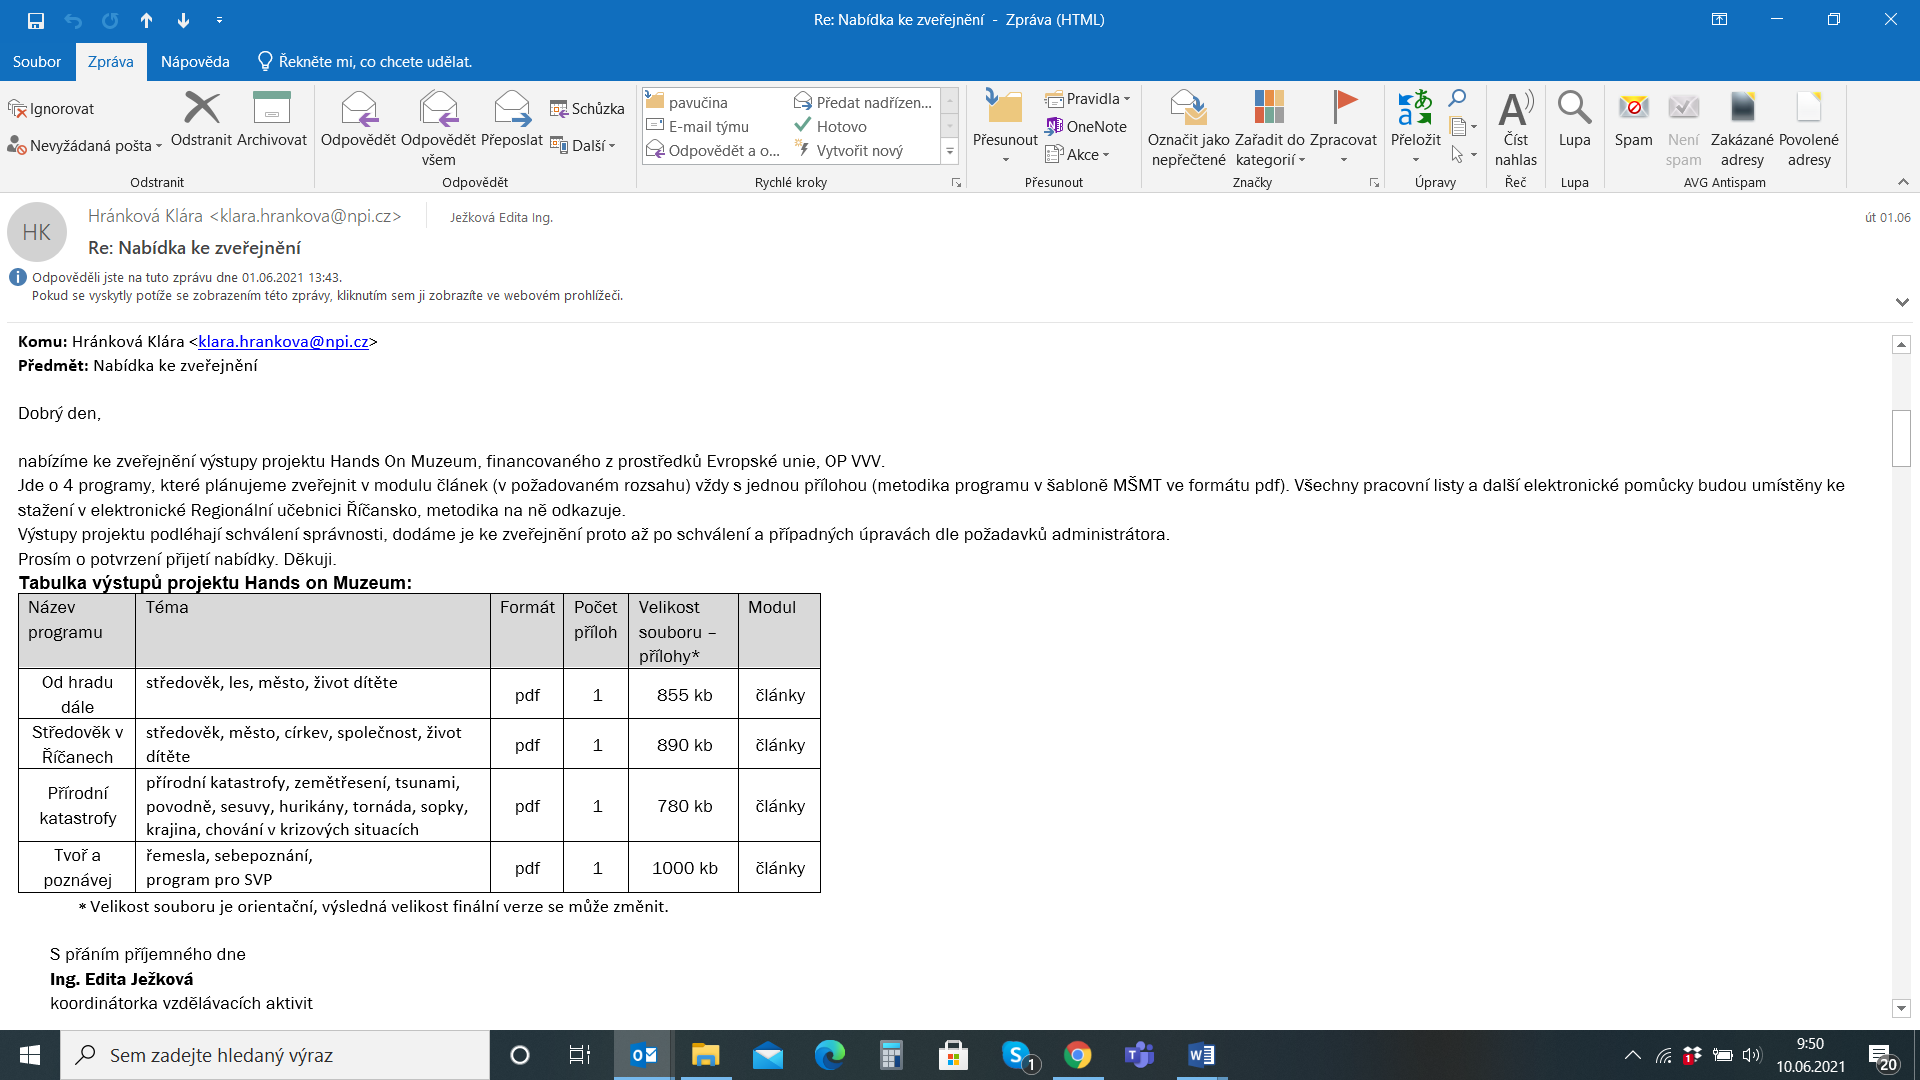 Re: Nabídka ke zveřejnění - Zpráva (HTML)
Soubor Zpráva Nápověda Řekněte mi, co chcete udělat.
Ignorovat
Nevyžádaná pošta
Odstranit
Archivovat
Odstranit
Odpovědět
Odpovědět všem
Přeposlat
Schůzka
Další
Odpovědět
pavučina
E-mail týmu
Odpovědět a o...
Předat nadřízen...
Hotovo
Vytvořit nový
Rychlé kroky
Přesunout
Pravidla
OneNote
Akce
Přesunout
Označit jako nepřečtené
Zařadit do kategorií
Zpracovat
Značky
Přeložit
Úpravy
Číst nahlas
Řeč
Lupa
Lupa
Spam
Není spam
Zakázané adresy
Povolené adresy
AVG Antispam
HK
Hránková Klára <klara.hrankova@npi.cz> Ježková Edita Ing.
út 01.06
Re: Nabídka ke zveřejnění
Odpověděli jste na tuto zprávu dne 01.06.2021 13:43.
Pokud se vyskytly potíže se zobrazením této zprávy, kliknutím sem ji zobrazíte ve webovém prohlížeči.
Komu: Hránková Klára <klara.hrankova@npi.cz>
Předmět: Nabídka ke zveřejnění
Dobrý den,
nabízíme ke zveřejnění výstupy projektu Hands On Muzeum, financovaného z prostředků Evropské unie, OP VVV.
Jde o 4 programy, které plánujeme zveřejnit v modulu článek (v požadovaném rozsahu) vždy s jednou přílohou (metodika programu v šabloně MŠMT ve formátu pdf). Všechny pracovní listy a další elektronické pomůcky budou umístěny ke
stažení v elektronické Regionální učebnici Říčansko, metodika na ně odkazuje.
Výstupy projektu podléhají schválení správnosti, dodáme je ke zveřejnění proto až po schválení a případných úpravách dle požadavků administrátora.
Prosím o potvrzení přijetí nabídky. Děkuji.
Tabulka výstupů projektu Hands on Muzeum:
Název programu Téma Formát Počet příloh Velikost souboru – přílohy* Modul
Od hradu dále středověk, les, město, život dítěte pdf 1 855 kb články
Středověk v Říčanech středověk, město, církev, společnost, život dítěte pdf 1 890 kb články
Přírodní katastrofy přírodní katastrofy, zemětřesení, tsunami, povodně, sesuvy, hurikány, tornáda, sopky, krajina, chování v krizových situacích pdf 1 780 kb články
Tvoř a poznávej řemesla, sebepoznání, program pro SVP pdf 1 1000 kb články
* Velikost souboru je orientační, výsledná velikost finální verze se může změnit.
S přáním příjemného dne
Ing. Edita Ježková
koordinátorka vzdělávacích aktivit
Sem zadejte hledaný výraz
1
1
9:50
10.06.2021
20